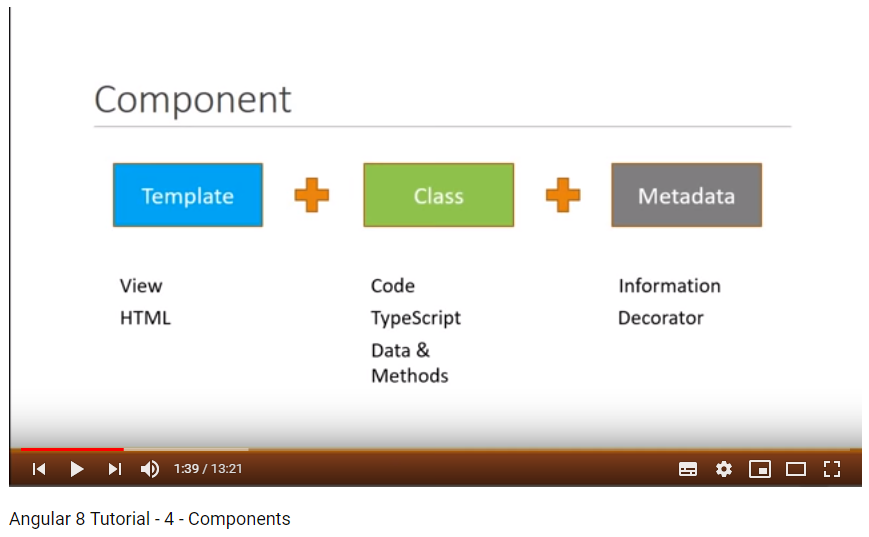 Component
Template
Class
Metadata
View
HTML
Code
TypeScript
Data &
Methods
Information
Decorator
1:39 / 13:21
Angular 8 Tutorial - 4 - Components